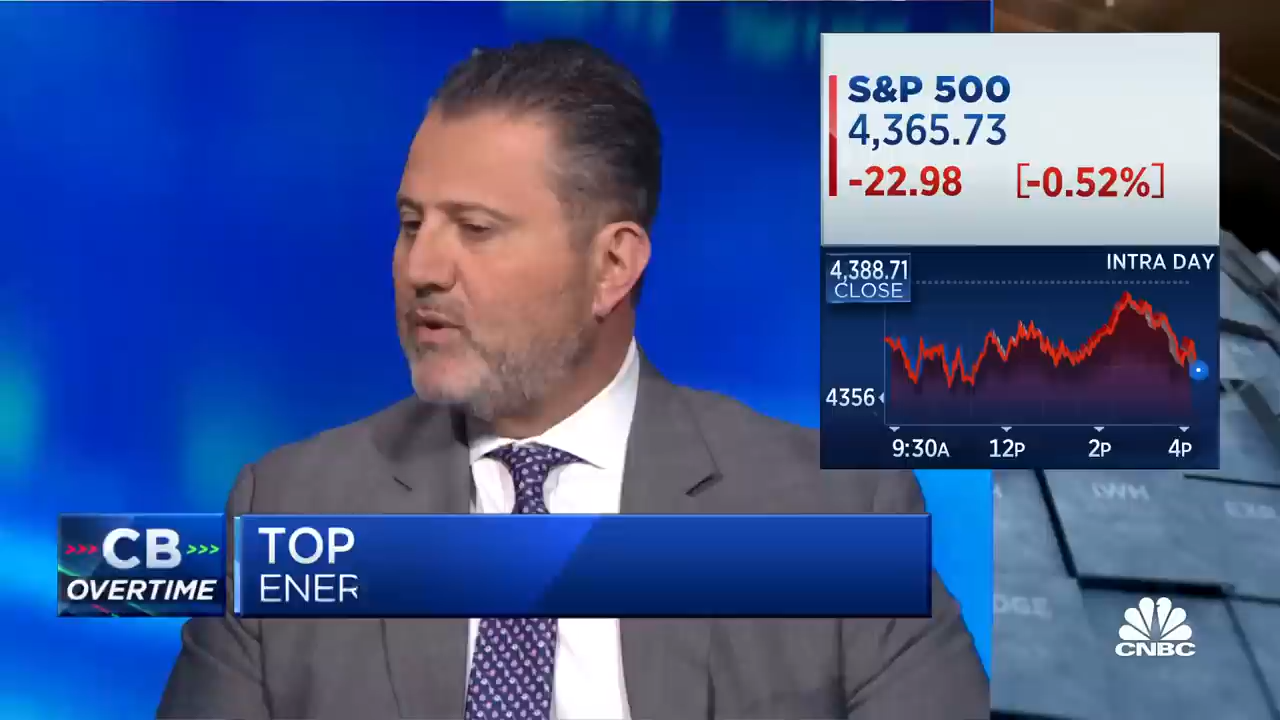 S&P 500
4,365.73
-22.98 [-0.52%]
INTRA DAY
4,388.71
CLOSE
4356
9:30A 12P 2P 4P
>>> CB >>>
OVERTIME
TOP
ENER
CNBC